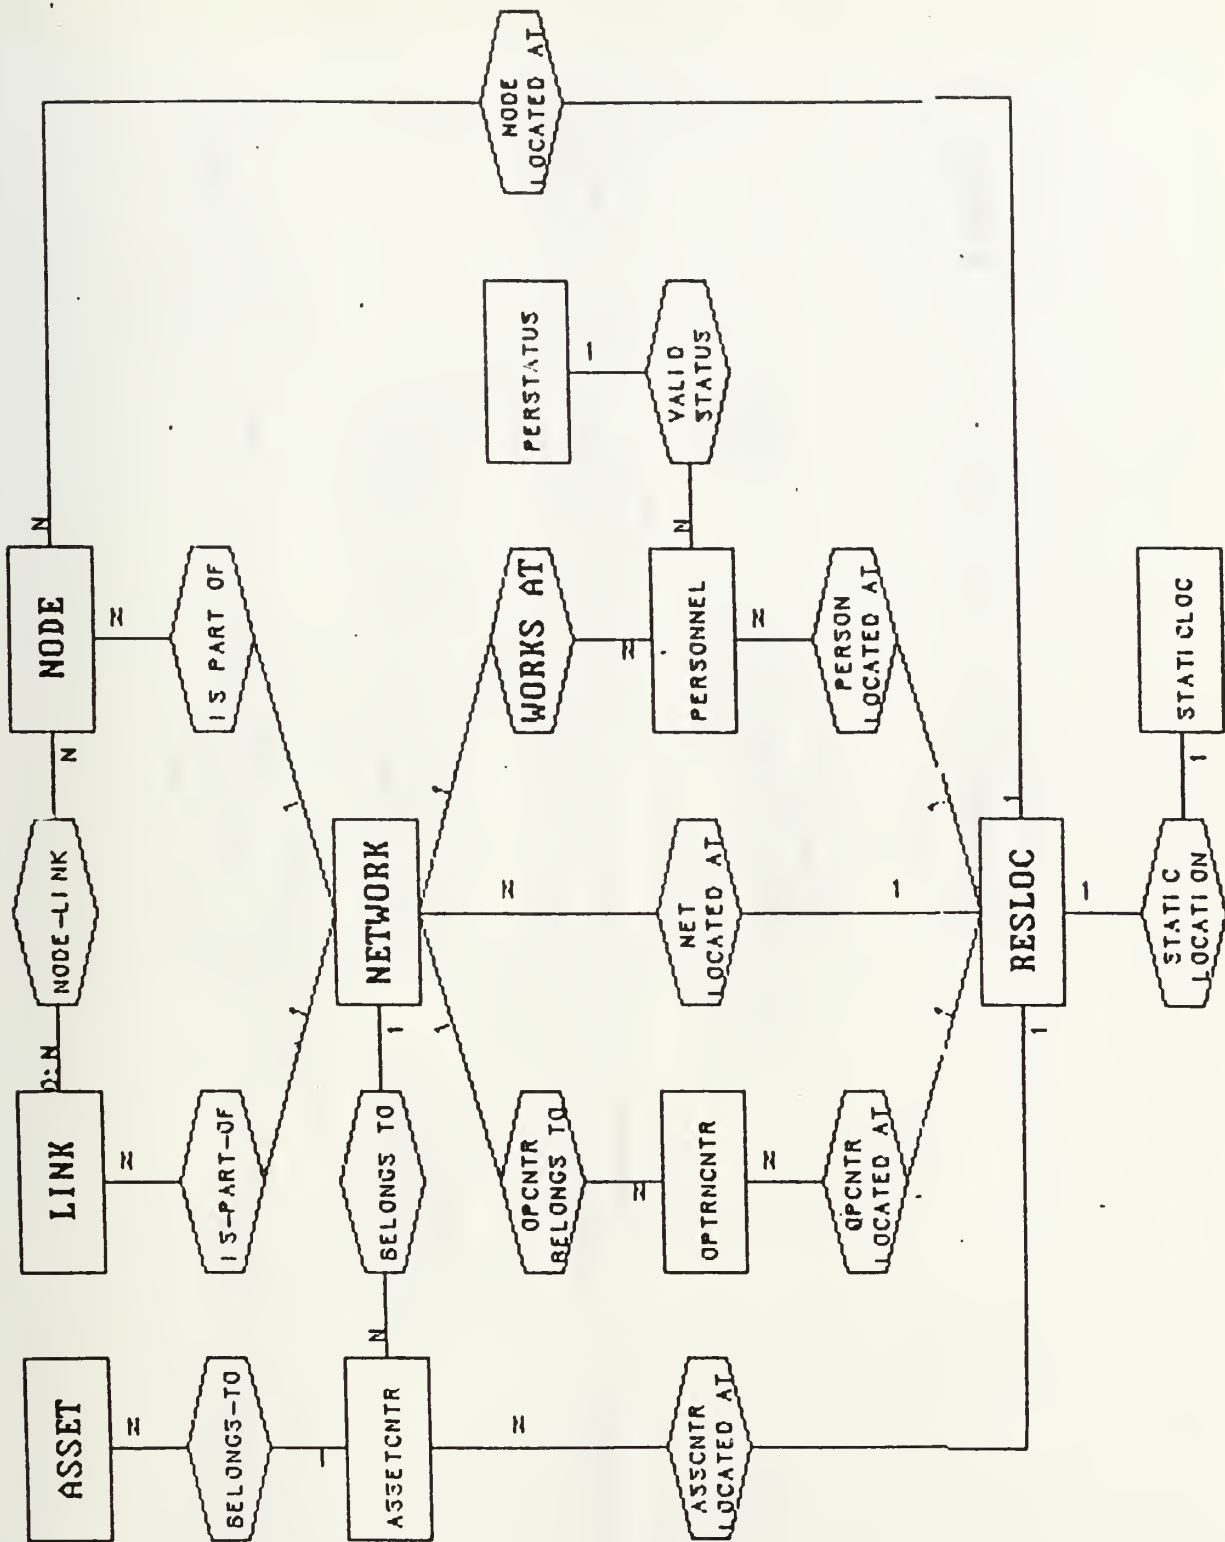 ASSET
N
BELONGS-TO
1
ASSETCNTR
N
ASSCNTR
LOCATED AT
LINK
N
IS-PART-OF
1
O:N
NODE-LINK
N
NODE
N
IS PART OF
1
N
NODE
LOCATED AT
N
BELONGS TO
1
NETWORK
1
OPCNTR
BELONGS TO
N
OPTRNCNTR
N
OPCNTR
LOCATED AT
1
N
NET
LOCATED AT
1
1
WORKS AT
N
PERSONNEL
N
PERSON
LOCATED AT
1
N
VALID
STATUS
1
PERSTATUS
1
RESLOC
1
1
STATIC
LOCATION
1
STATICLOC